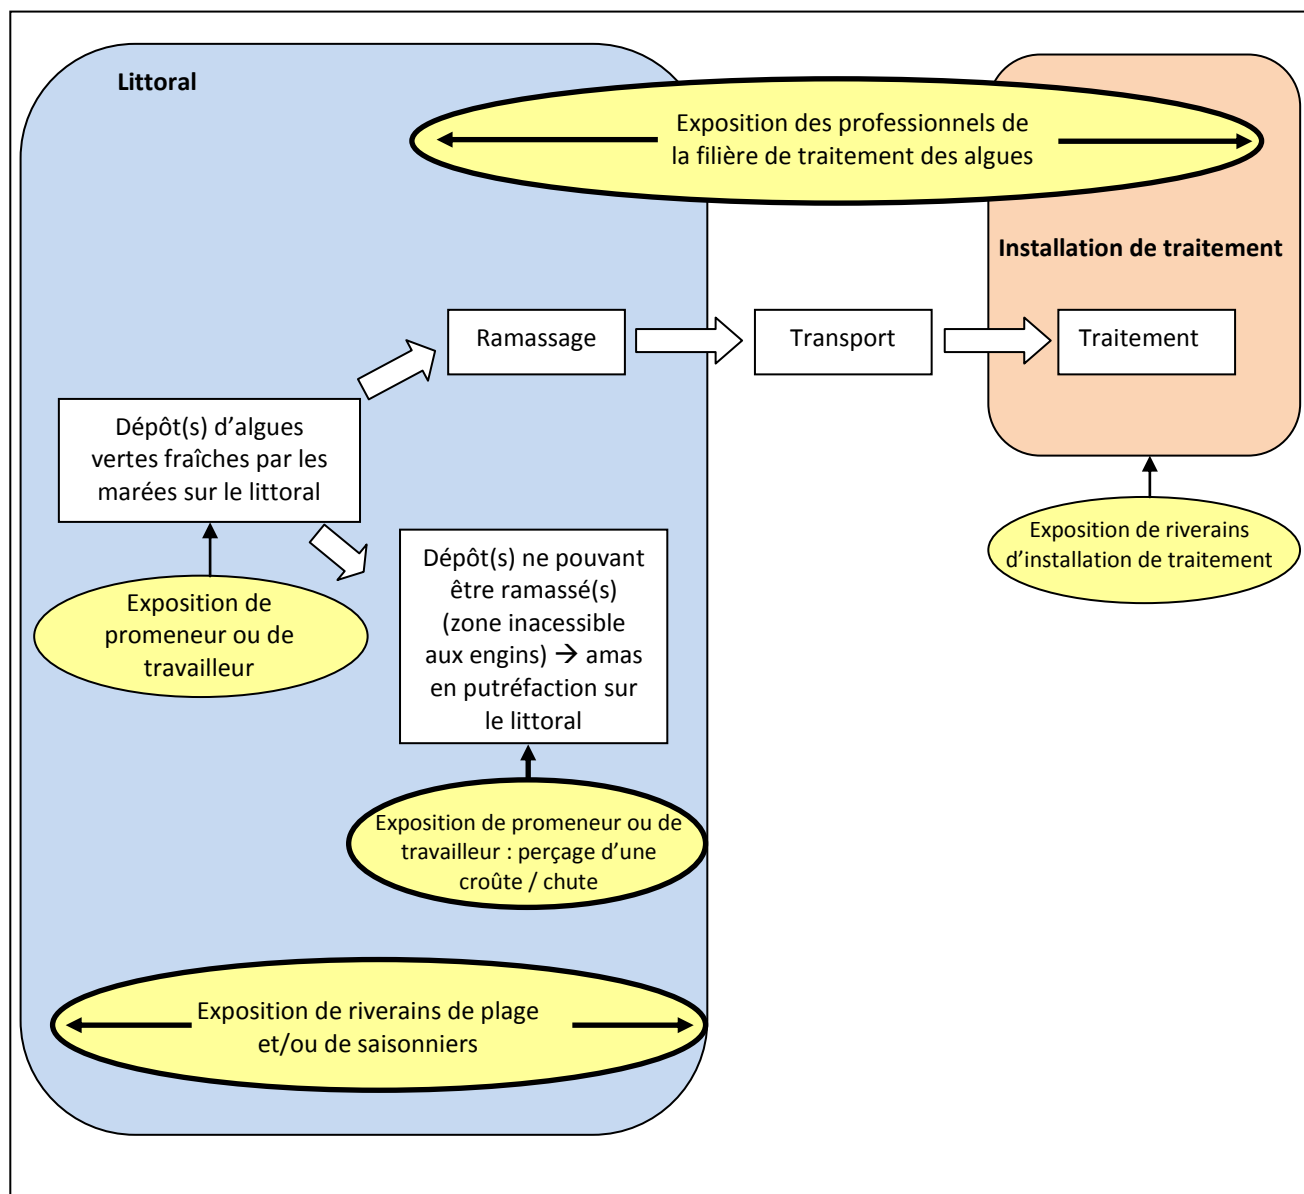 Littoral
Exposition des professionnels de
la filière de traitement des algues
Installation de traitement
Ramassage
Transport
Traitement
Dépôt(s) d’algues
vertes fraîches par les
marées sur le littoral
Exposition de riverains
d’installation de traitement
Dépôt(s) ne pouvant
être ramassé(s)
(zone inacessible
aux engins) → amas
en putréfaction sur
le littoral
Exposition de
promeneur ou de
travailleur
Exposition de promeneur ou de
travailleur : perçage d’une
croûte / chute
Exposition de riverains de plage
et/ou de saisonniers